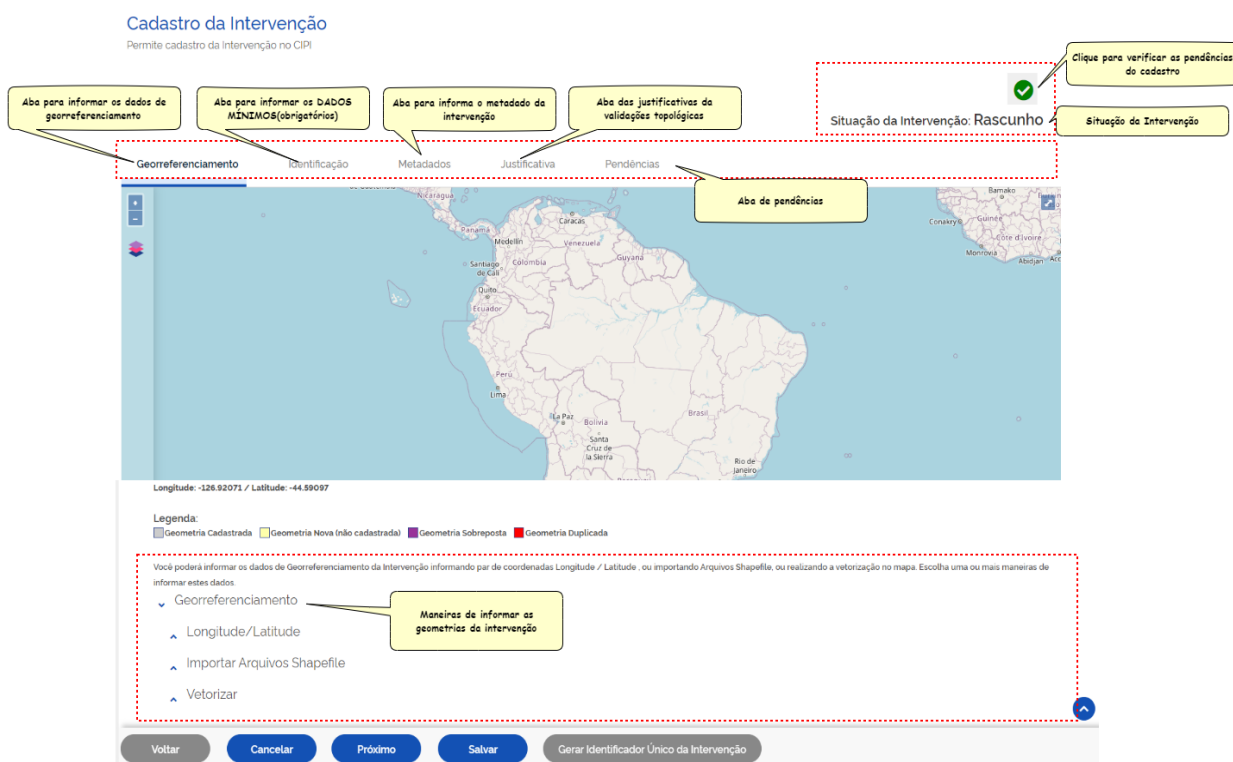 Cadastro da Intervenção
Permite cadastro da Intervenção no CIPI
Clique para verificar as pendências
do cadastro
Situação da Intervenção: Rascunho
Situação da Intervenção
Aba para informar os dados de
georreferenciamento
Aba para informar os DADOS
MÍNIMOS(obrigatórios)
Aba para informa o metadado da
intervenção
Aba das justificativas da
validações topológicas
Georreferenciamento
Identificação
Metadados
Justificativa
Pendências
Aba de pendências
+
−
Nicarágua
Panamá
Caracas
Medellín
Venezuela
Guyana
Santiago
de Cali
Colombia
Quito
Ecuador
Perú
Lima
La Paz
Bolivia
Santa
Cruz de
la Sierra
Brasil
Rio de
Janeiro
Bamako
Conakry
Guinée
Côte d'Ivoire
Monrovia
Abidjan
Longitude: -126.92071 / Latitude: -44.59097
Legenda:
Geometria Cadastrada Geometria Nova (não cadastrada) Geometria Sobreposta Geometria Duplicada
Você poderá informar os dados de Georreferenciamento da Intervenção informando par de coordenadas Longitude / Latitude , ou importando Arquivos Shapefile, ou realizando a vetorização no mapa. Escolha uma ou mais maneiras de
informar estes dados.
Georreferenciamento
Maneiras de informar as
geometrias da intervenção
Longitude/Latitude
Importar Arquivos Shapefile
Vetorizar
Voltar
Cancelar
Próximo
Salvar
Gerar Identificador Único da Intervenção